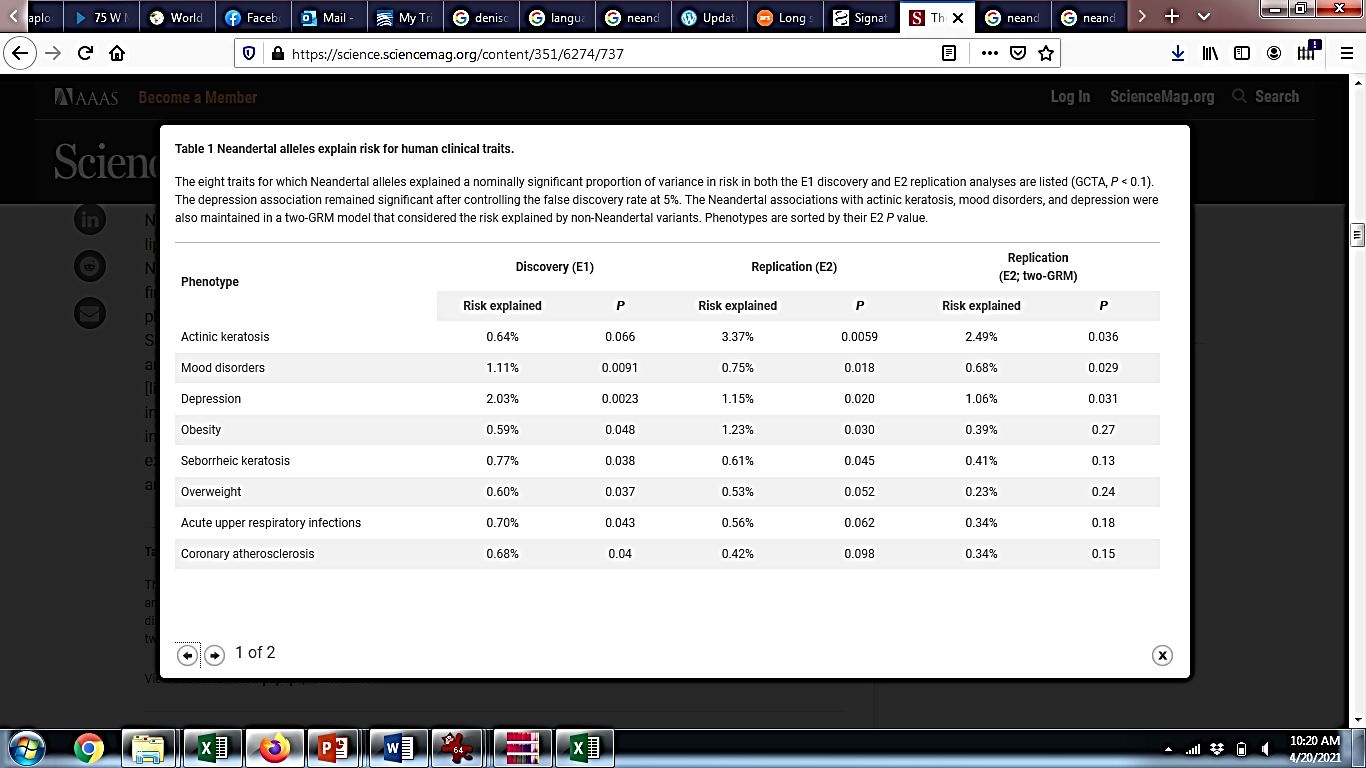 aplo 75 W World Faceb Mail - My Tri denisc langua neand Updat Long s Signat Th neand neand
https://science.sciencemag.org/content/351/6274/737
AAAS Become a Member Log In ScienceMag.org Search
Scienc
Table 1 Neandertal alleles explain risk for human clinical traits.
The eight traits for which Neandertal alleles explained a nominally significant proportion of variance in risk in both the E1 discovery and E2 replication analyses are listed (GCTA, P < 0.1).
The depression association remained significant after controlling the false discovery rate at 5%. The Neandertal associations with actinic keratosis, mood disorders, and depression were
also maintained in a two-GRM model that considered the risk explained by non-Neandertal variants. Phenotypes are sorted by their E2 P value.
Phenotype Discovery (E1) Replication (E2) Replication
(E2; two-GRM)
Risk explained P Risk explained P Risk explained P
Actinic keratosis 0.64% 0.066 3.37% 0.0059 2.49% 0.036
Mood disorders 1.11% 0.0091 0.75% 0.018 0.68% 0.029
Depression 2.03% 0.0023 1.15% 0.020 1.06% 0.031
Obesity 0.59% 0.048 1.23% 0.030 0.39% 0.27
Seborrheic keratosis 0.77% 0.038 0.61% 0.045 0.41% 0.13
Overweight 0.60% 0.037 0.53% 0.052 0.23% 0.24
Acute upper respiratory infections 0.70% 0.043 0.56% 0.062 0.34% 0.18
Coronary atherosclerosis 0.68% 0.04 0.42% 0.098 0.34% 0.15
1 of 2
10:20 AM
4/20/2021